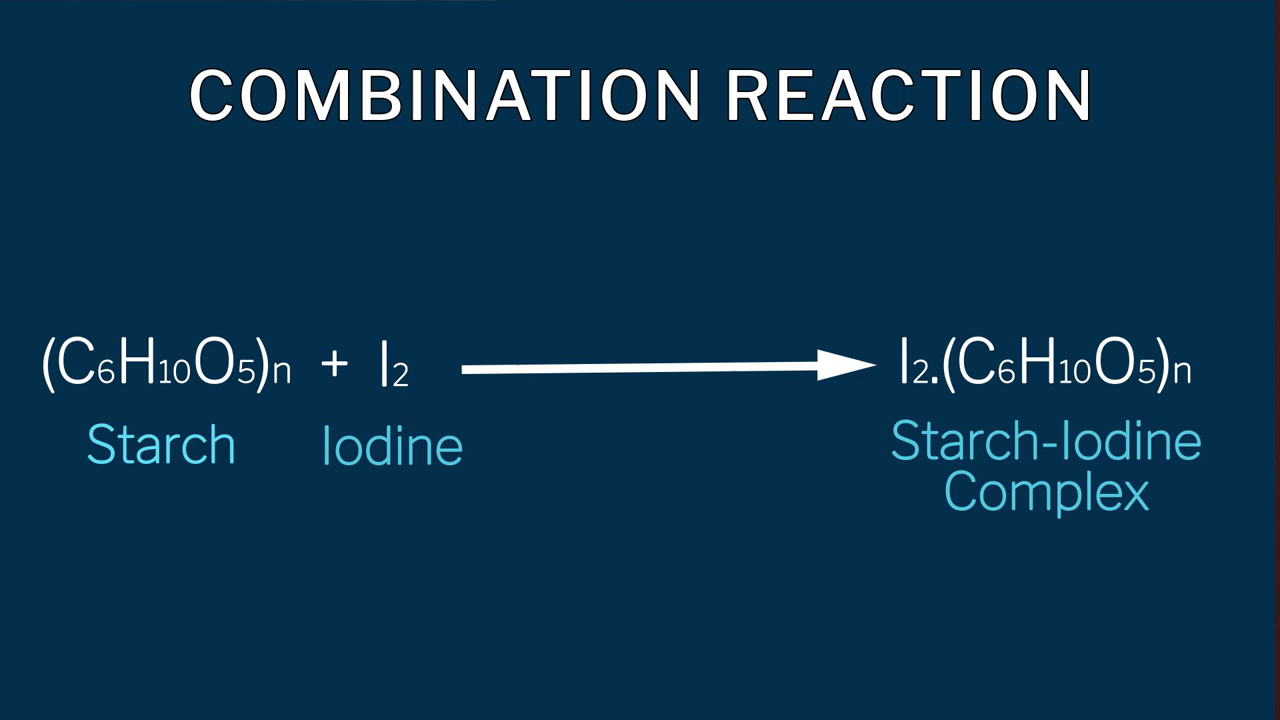 COMBINATION REACTION
(C₆H₁₀O₅)ₙ + I₂ ⟶ I₂.(C₆H₁₀O₅)ₙ
Starch Iodine Starch-Iodine
Complex